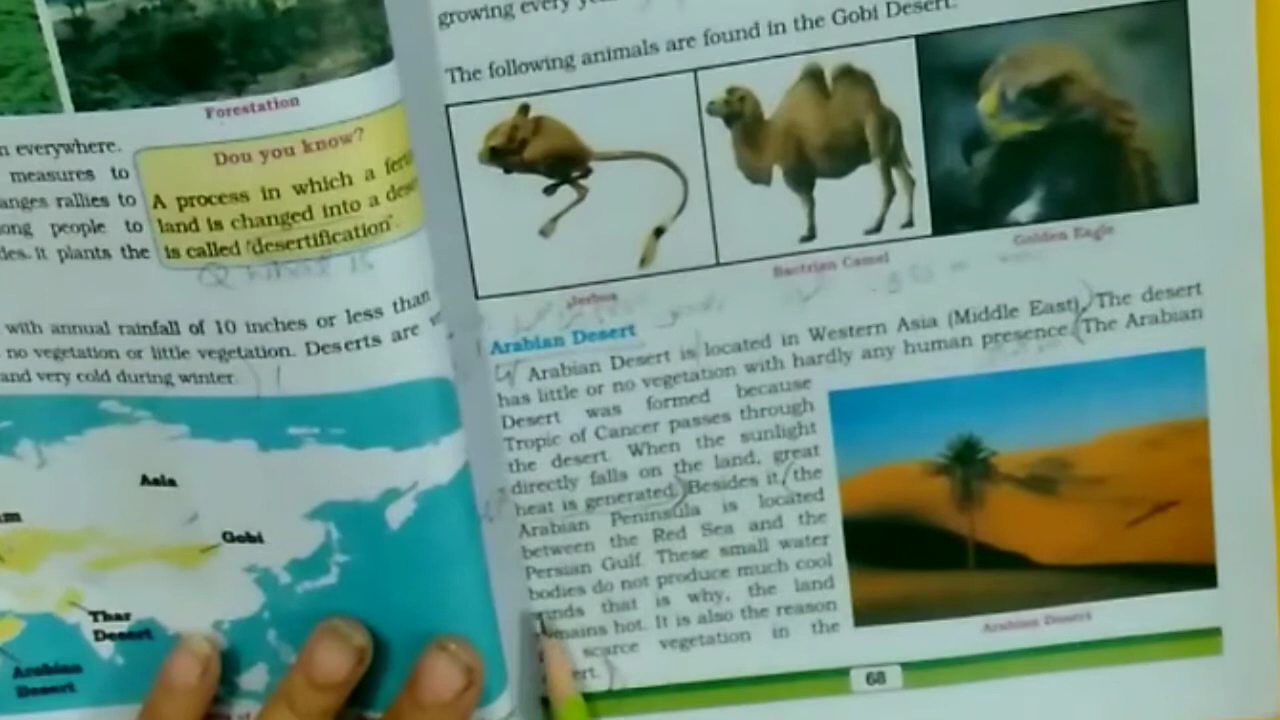 Forestation
n everywhere.
measures to
anges rallies to
ong people to
des. it plants the
Dou you know?
A process in which a
land is changed into a
is called "desertification".
with annual rainfall of 10 inches or less than
no vegetation or little vegetation. Deserts are
and very cold during winter.
Asia
Gobi
Thar
Desert
Arabian
Desert
growing every
The following animals are found in the Gobi Desert.
Jerboa
Bactrian Camel
Golden Eagle
Arabian Desert
Arabian Desert is located in Western Asia (Middle East). The desert
has little or no vegetation with hardly any human presence. The Arabian
Desert was formed because
Tropic of Cancer passes through
the desert. When the sunlight
directly falls on the land, great
heat is generated. Besides it, the
Arabian Peninsula is located
between the Red Sea and the
Persian Gulf. These small water
bodies do not produce much cool
nds that is why, the land
mains hot. It is also the reason
scarce vegetation in the
ert.
Arabian Desert
68